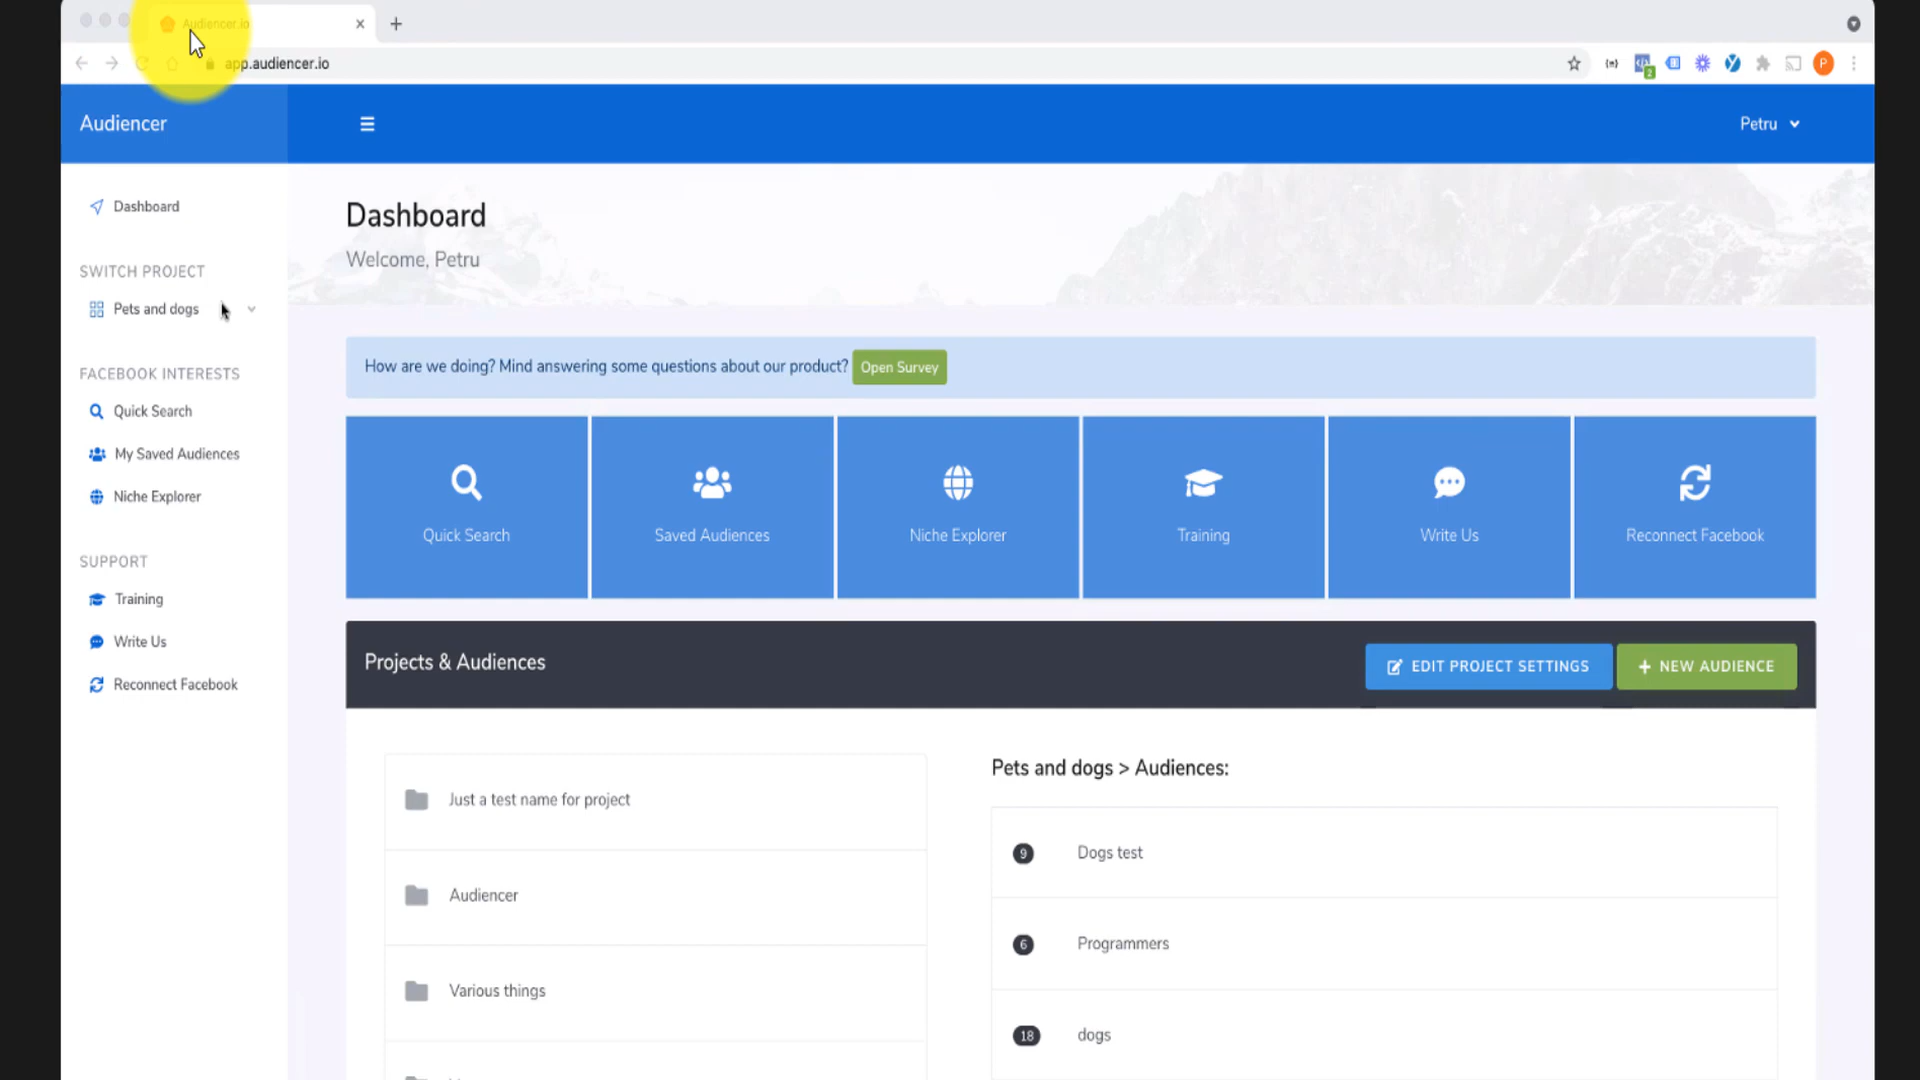 Audiencer.io
app.audiencer.io
2
P
Audiencer
Petru
Dashboard
SWITCH PROJECT
Pets and dogs
FACEBOOK INTERESTS
Quick Search
My Saved Audiences
Niche Explorer
SUPPORT
Training
Write Us
Reconnect Facebook
Dashboard
Welcome, Petru
How are we doing? Mind answering some questions about our product? Open Survey
Quick Search
Saved Audiences
Niche Explorer
Training
Write Us
Reconnect Facebook
Projects & Audiences
EDIT PROJECT SETTINGS
+ NEW AUDIENCE
Just a test name for project
Audiencer
Various things
Pets and dogs > Audiences:
9 Dogs test
6 Programmers
18 dogs